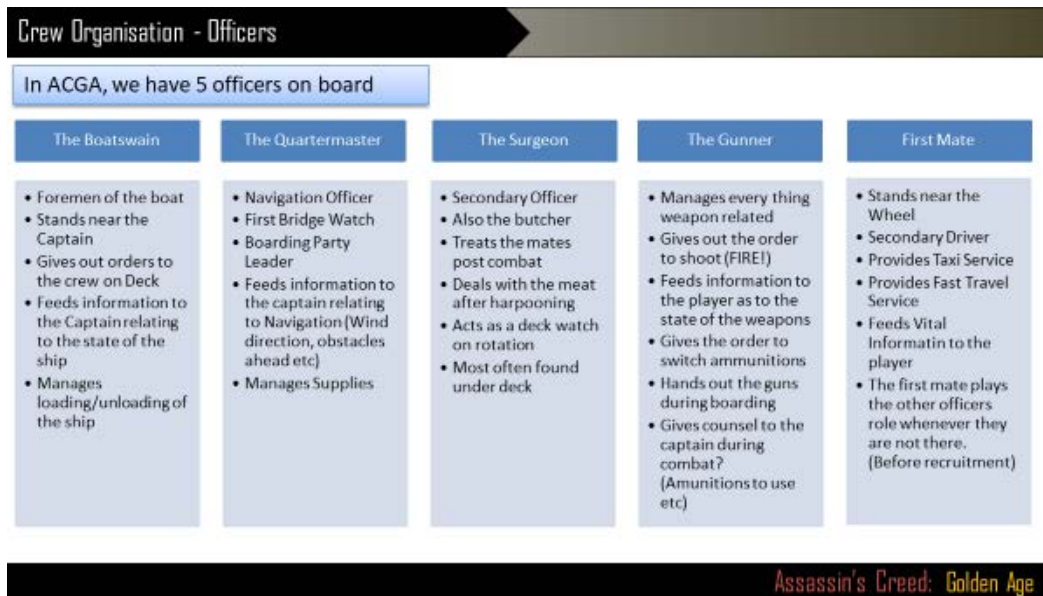 Crew Organisation - Officers
In ACGA, we have 5 officers on board
The Boatswain
• Foremen of the boat
• Stands near the
Captain
• Gives out orders to
the crew on Deck
• Feeds information to
the Captain relating
to the state of the
ship
• Manages
loading/unloading of
the ship
The Quartermaster
• Navigation Officer
• First Bridge Watch
• Boarding Party
Leader
• Feeds information to
the captain relating
to Navigation (Wind
direction, obstacles
ahead etc)
• Manages Supplies
The Surgeon
• Secondary Officer
• Also the butcher
• Treats the mates
post combat
• Deals with the meat
after harpooning
• Acts as a deck watch
on rotation
• Most often found
under deck
The Gunner
• Manages every thing
weapon related
• Gives out the order
to shoot (FIRE!)
• Feeds information to
the player as to the
state of the weapons
• Gives the order to
switch ammunitions
• Hands out the guns
during boarding
• Gives counsel to the
captain during
combat?
(Amunitions to use
etc)
First Mate
• Stands near the
Wheel
• Secondary Driver
• Provides Taxi Service
• Provides Fast Travel
Service
• Feeds Vital
Informatin to the
player
• The first mate plays
the other officers
role whenever they
are not there.
(Before recruitment)
Assassin's Creed: Golden Age